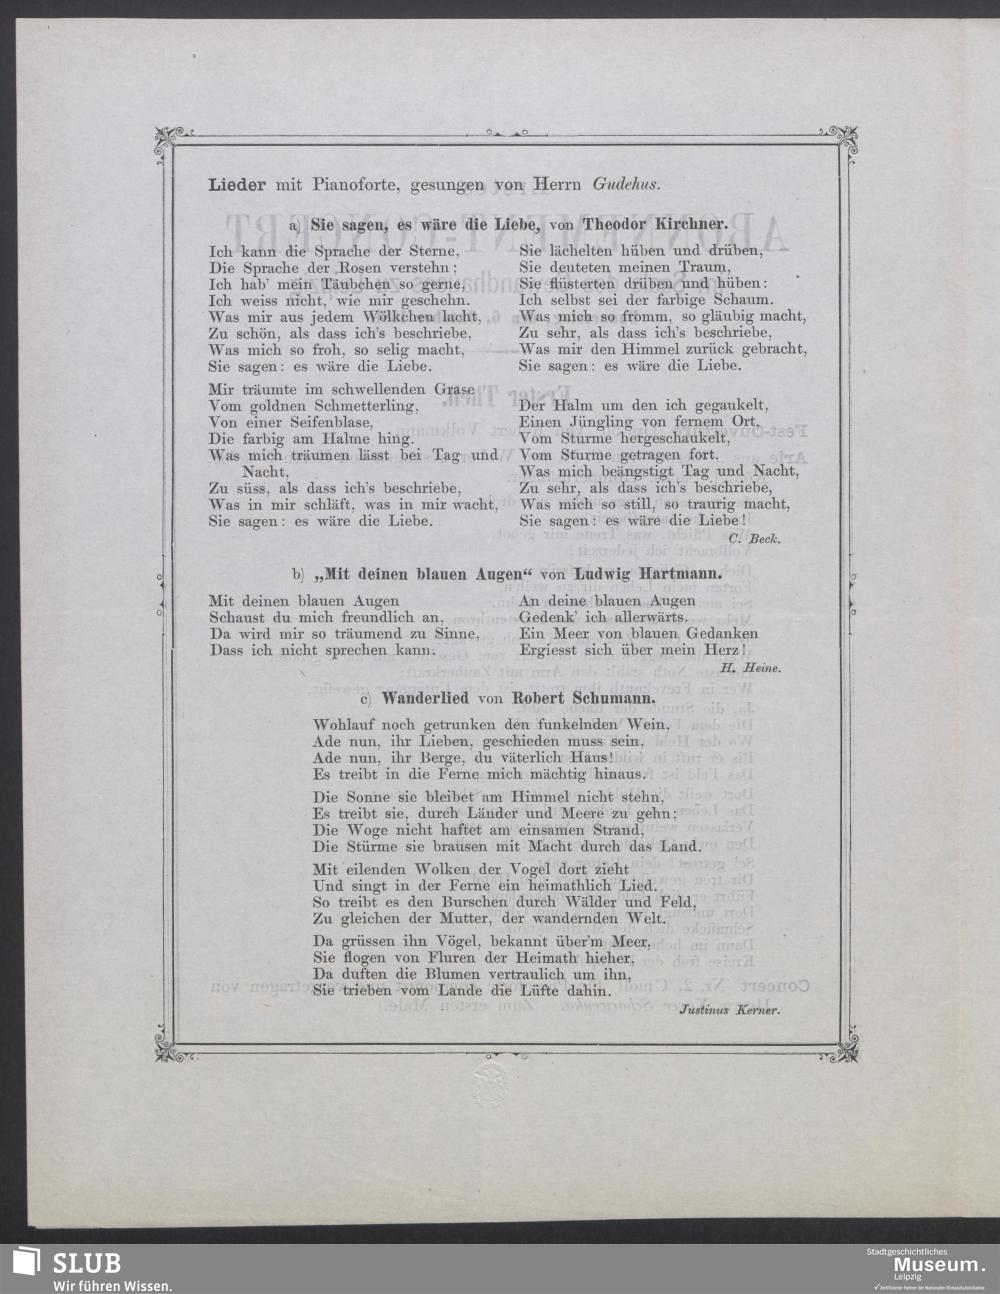 Lieder mit Pianoforte, gesungen von Herrn Gudehus.
a) Sie sagen, es wäre die Liebe, von Theodor Kirchner.
Ich kann die Sprache der Sterne,
Die Sprache der Rosen verstehn;
Ich hab' mein Täubchen so gerne,
Ich weiss nicht, wie mir geschehn.
Was mir aus jedem Wölkchen lacht,
Zu schön, als dass ich's beschriebe,
Was mich so froh, so selig macht,
Sie sagen: es wäre die Liebe.
Mir träumte im schwellenden Grase
Vom goldnen Schmetterling,
Von einer Seifenblase,
Die farbig am Halme hing.
Was mich träumen lässt bei Tag und
Nacht,
Zu süss, als dass ich's beschriebe,
Was in mir schläft, was in mir wacht,
Sie sagen: es wäre die Liebe.
Sie lächelten hüben und drüben,
Sie deuteten meinen Traum,
Sie flüsterten drüben und hüben:
Ich selbst sei der farbige Schaum.
Was mich so fromm, so gläubig macht,
Zu sehr, als dass ich's beschriebe,
Was mir den Himmel zurück gebracht,
Sie sagen: es wäre die Liebe.
Der Halm um den ich gegaukelt,
Einen Jüngling von fernem Ort,
Vom Sturme hergeschaukelt,
Vom Sturme getragen fort.
Was mich beängstigt Tag und Nacht,
Zu sehr, als dass ich's beschriebe,
Was mich so still, so traurig macht,
Sie sagen: es wäre die Liebe!
C. Beck.
b) „Mit deinen blauen Augen“ von Ludwig Hartmann.
Mit deinen blauen Augen
Schaust du mich freundlich an,
Da wird mir so träumend zu Sinne,
Dass ich nicht sprechen kann.
An deine blauen Augen
Gedenk' ich allerwärts.
Ein Meer von blauen Gedanken
Ergiesst sich über mein Herz!
H. Heine.
c) Wanderlied von Robert Schumann.
Wohlauf noch getrunken den funkelnden Wein,
Ade nun, ihr Lieben, geschieden muss sein,
Ade nun, ihr Berge, du väterlich Haus!
Es treibt in die Ferne mich mächtig hinaus.
Die Sonne sie bleibet am Himmel nicht stehn,
Es treibt sie, durch Länder und Meere zu gehn;
Die Woge nicht haftet am einsamen Strand,
Die Stürme sie brausen mit Macht durch das Land.
Mit eilenden Wolken der Vogel dort zieht
Und singt in der Ferne ein heimathlich Lied.
So treibt es den Burschen durch Wälder und Feld,
Zu gleichen der Mutter, der wandernden Welt.
Da grüssen ihn Vögel, bekannt über'm Meer,
Sie flogen von Fluren der Heimath hieher,
Da duften die Blumen vertraulich um ihn,
Sie trieben vom Lande die Lüfte dahin.
Justinus Kerner.
SLUB
Wir führen Wissen.
Stadtgeschichtliches
Museum.
Leipzig
Zertifizierter Partner der Nationalen Klimaschutzinitiative